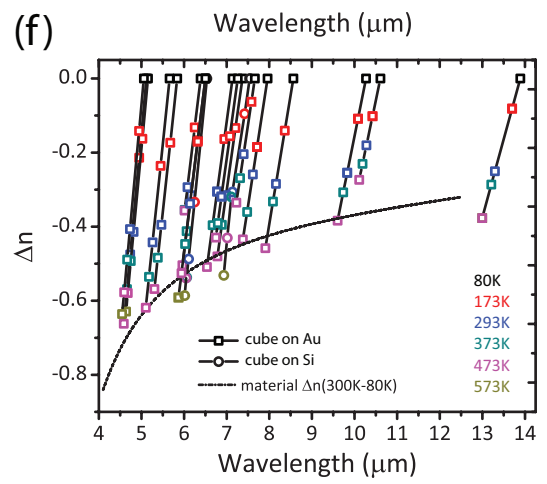 (f)
Wavelength (μm)
0.0
-0.2
-0.4
-0.6
-0.8
Δn
80K
173K
293K
373K
473K
573K
cube on Au
cube on Si
material Δn(300K-80K)
4 5 6 7 8 9 10 11 12 13 14
Wavelength (μm)